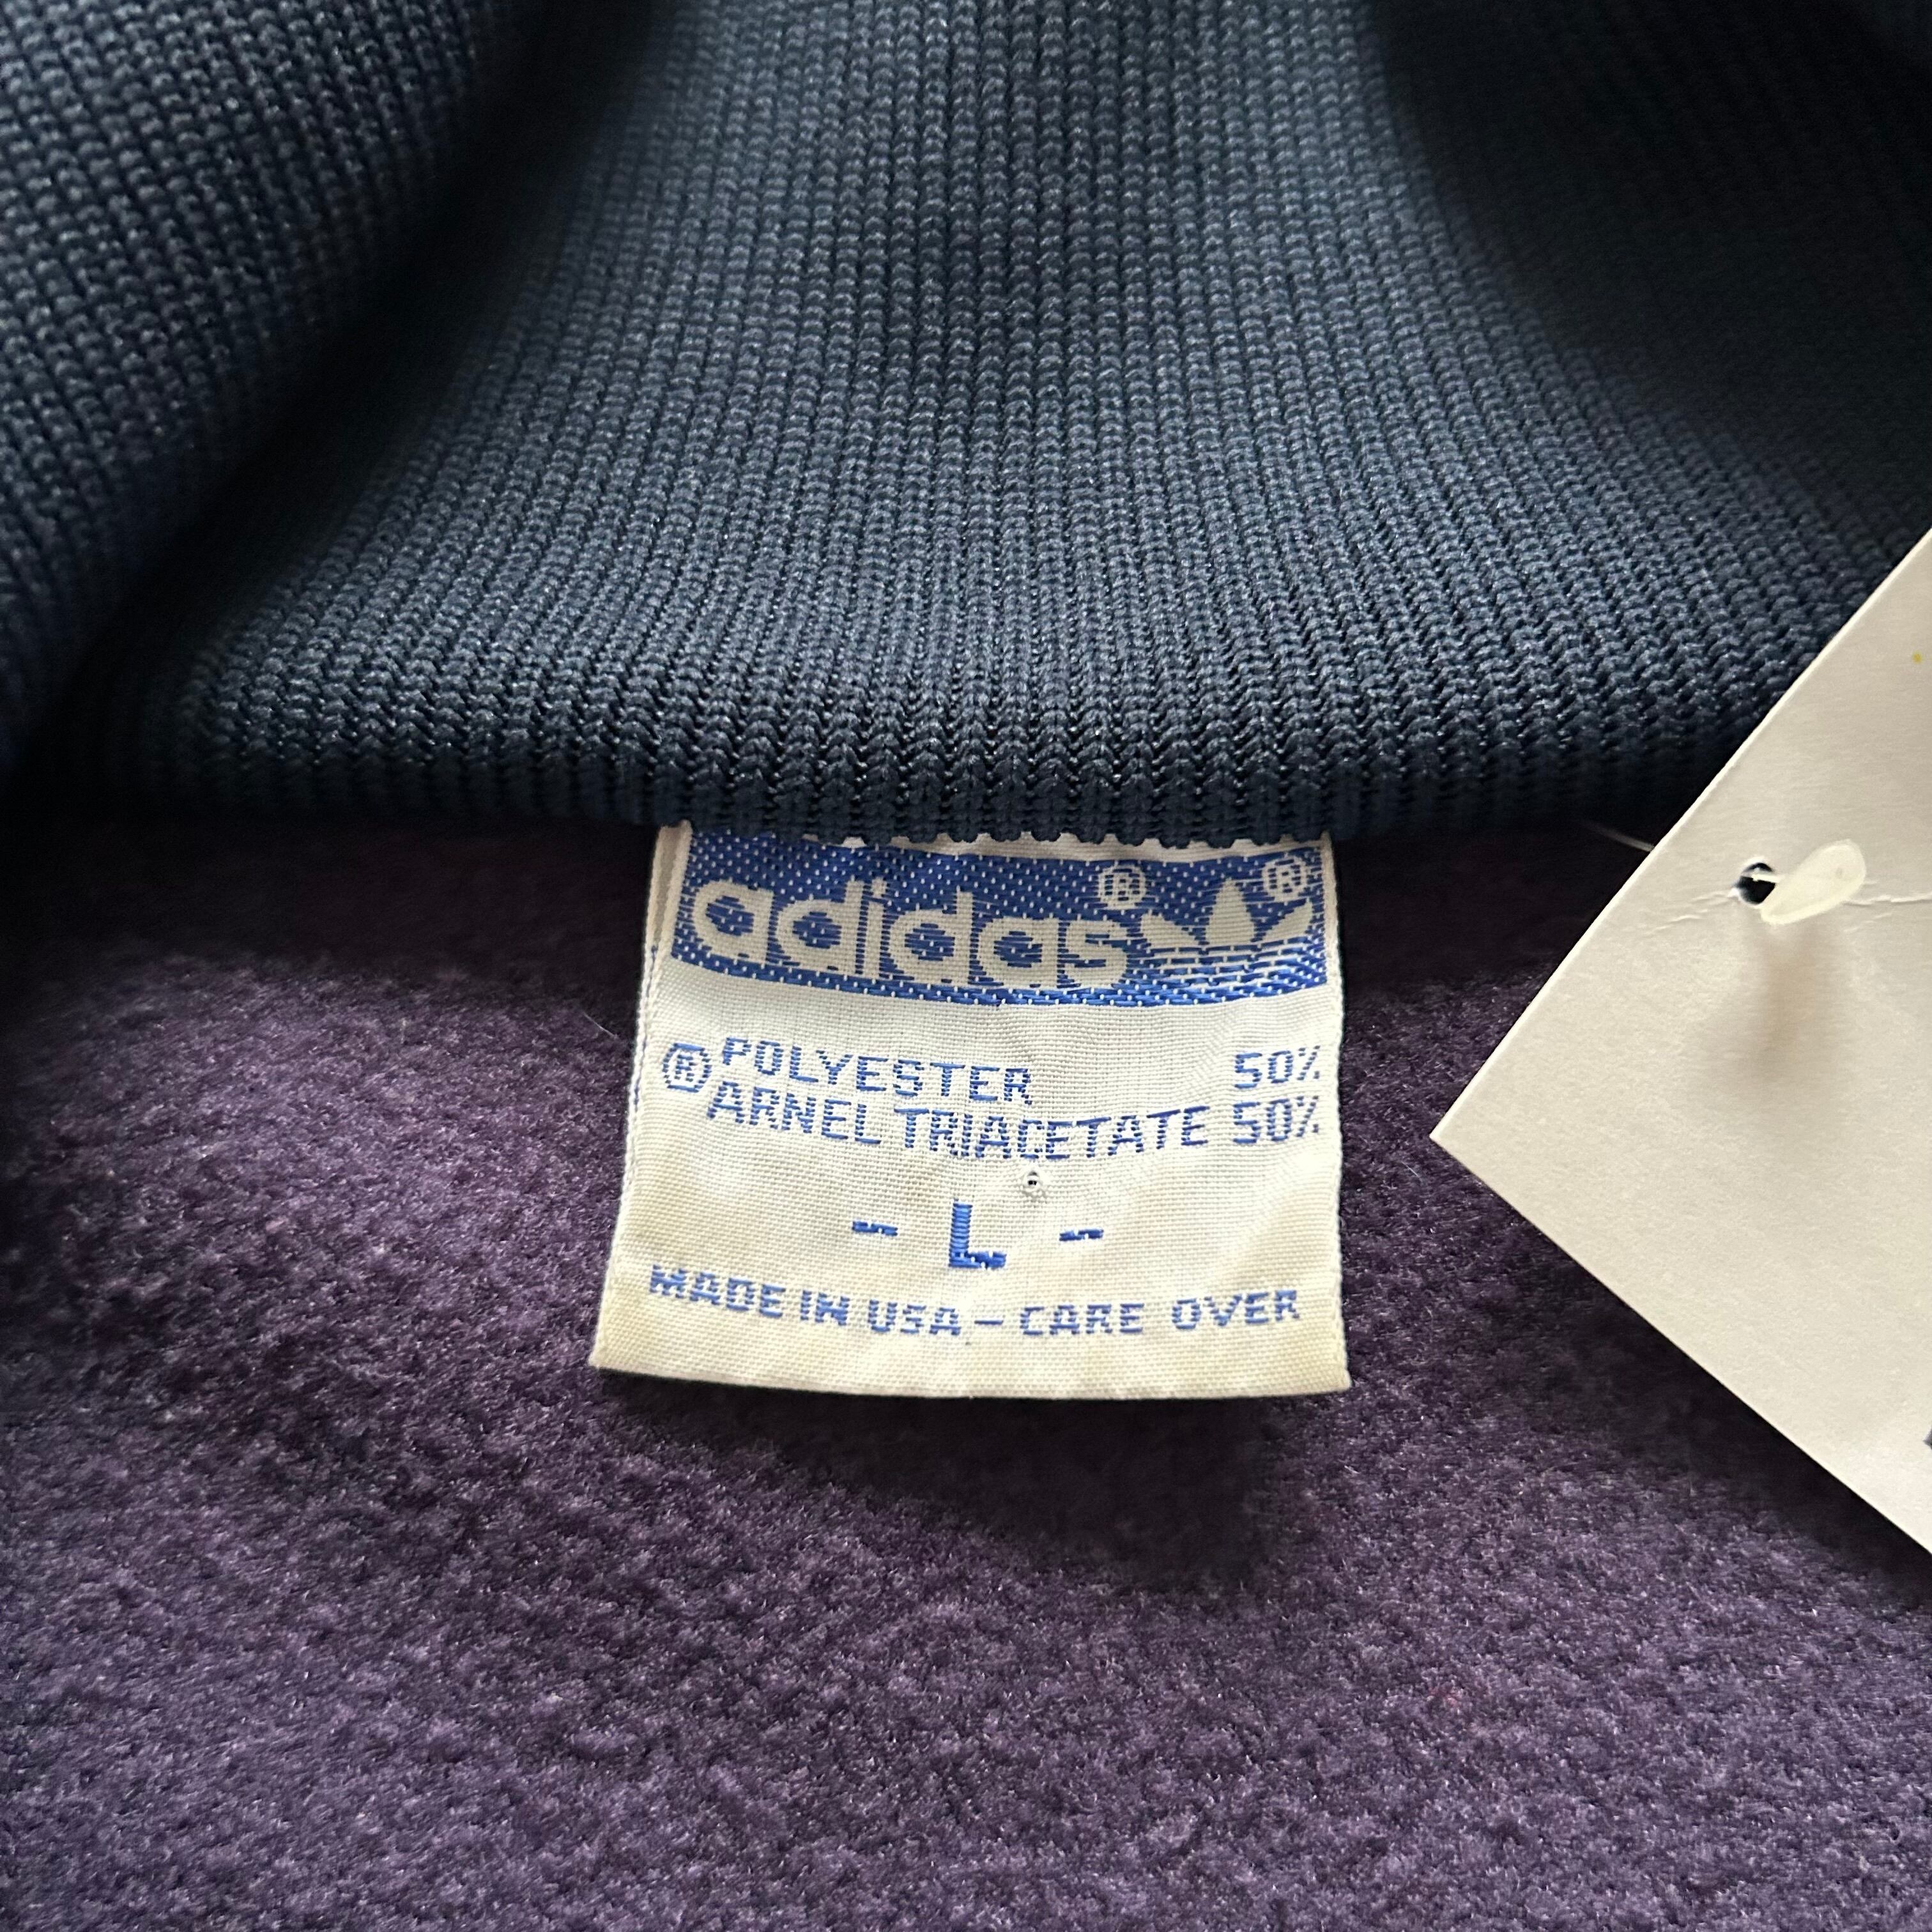 adidas® ®
POLYESTER 50%
®ARNEL TRIACETATE 50%
- L -
MADE IN USA - CARE OVER